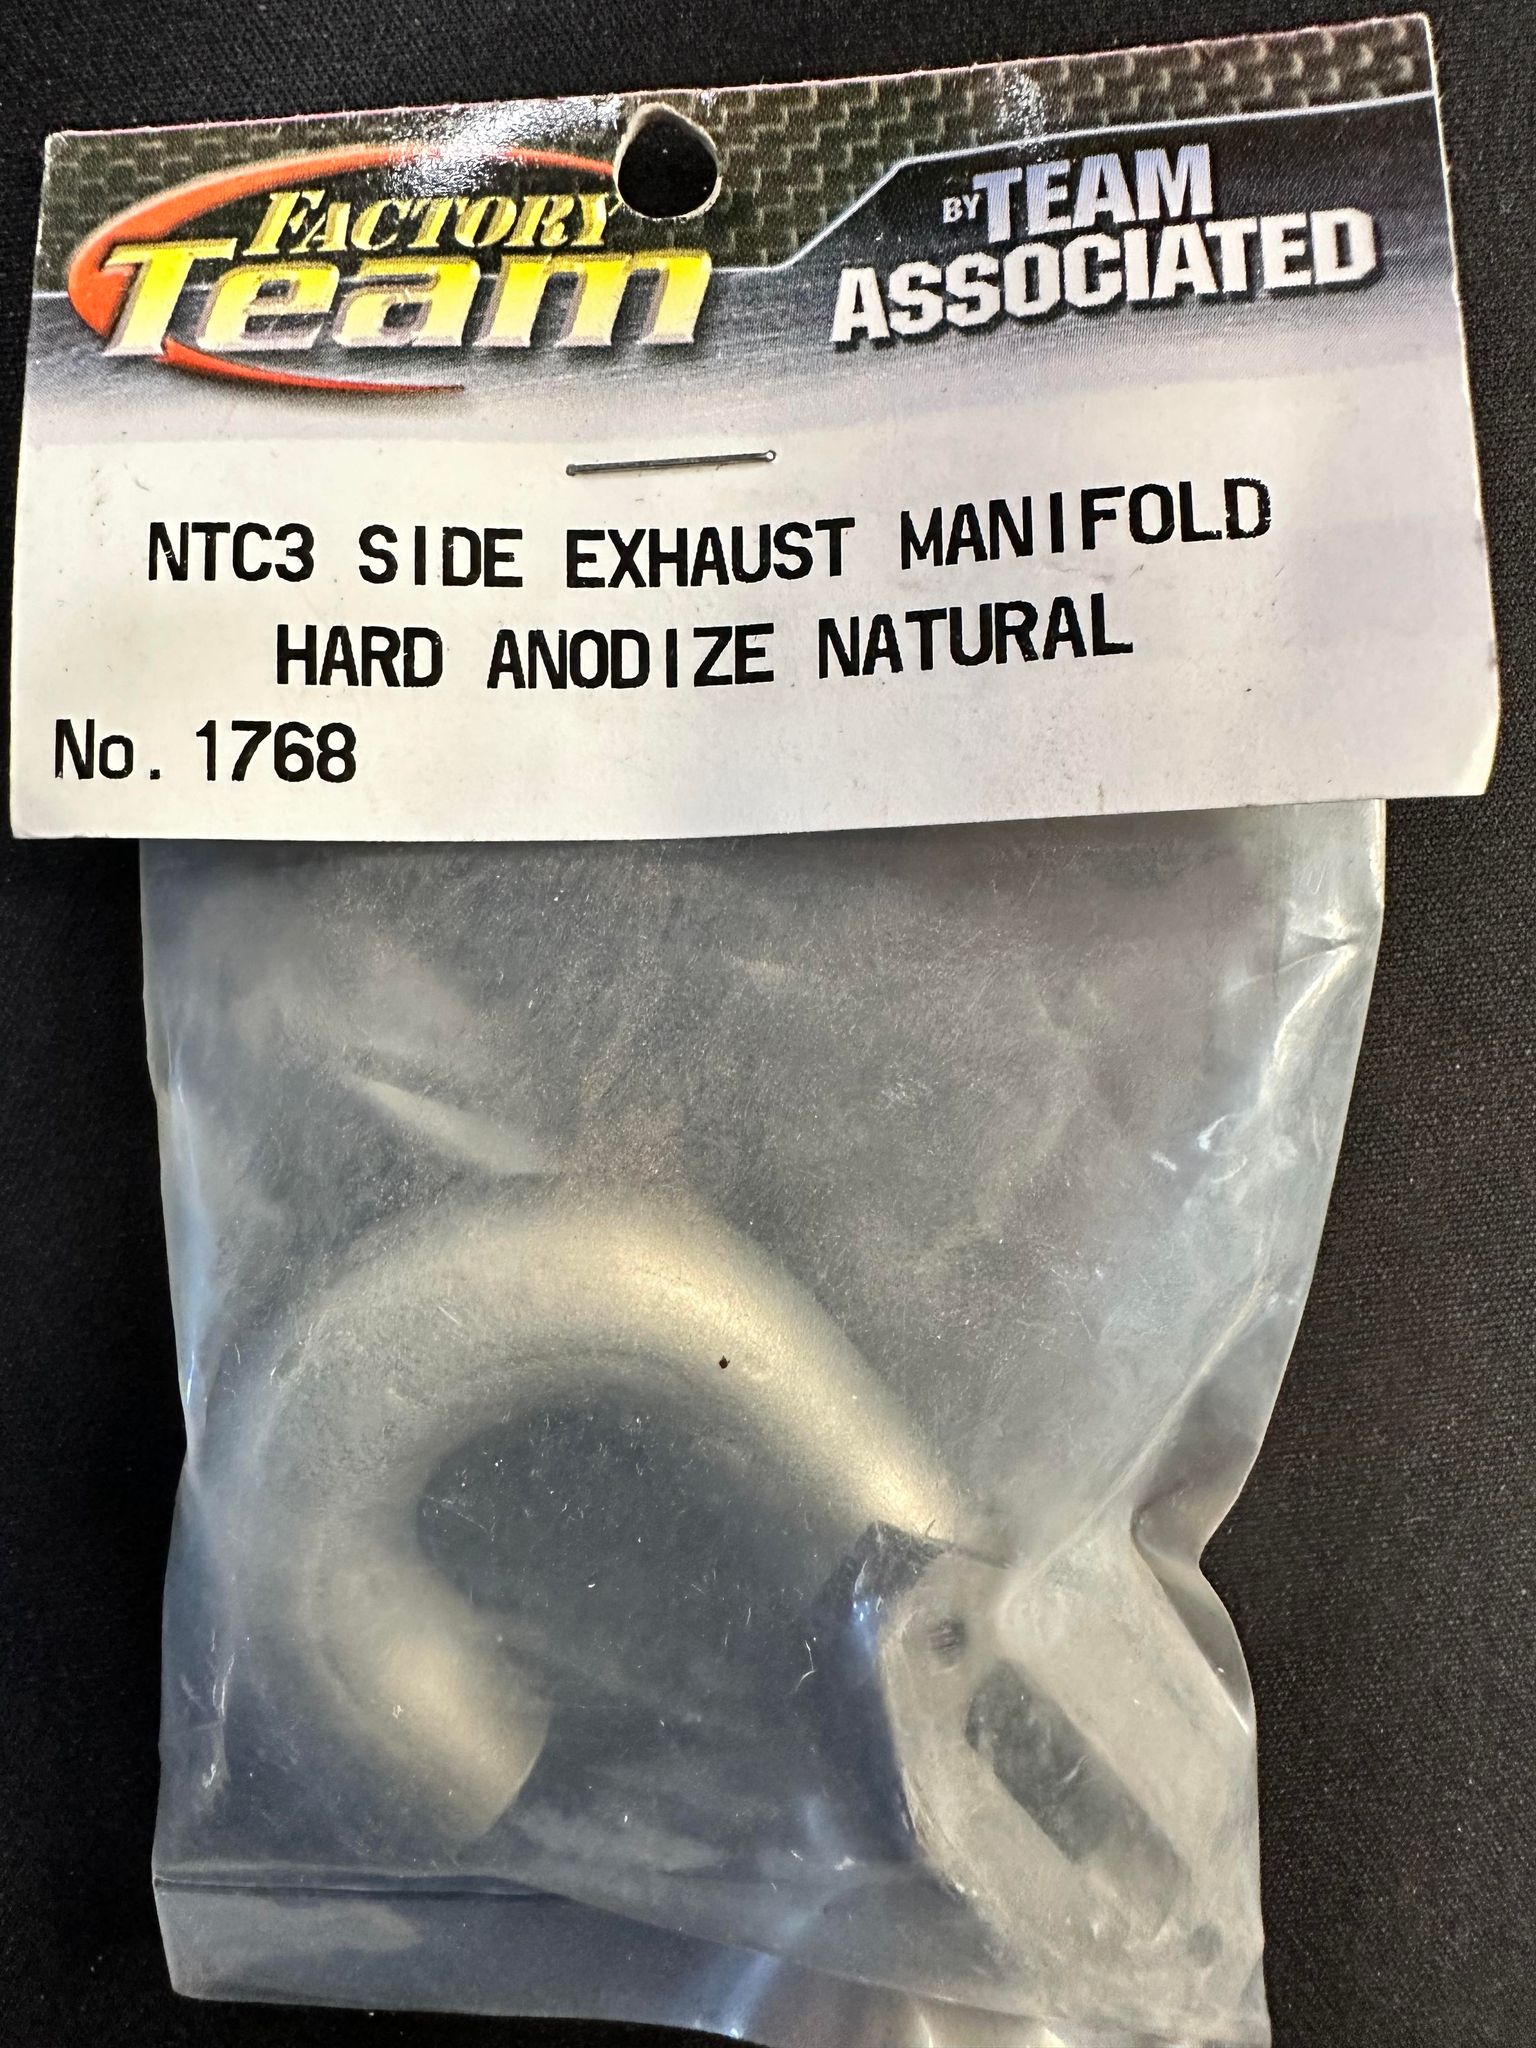 FACTORY
Team
BY TEAM
ASSOCIATED
NTC3 SIDE EXHAUST MANIFOLD
HARD ANODIZE NATURAL
No. 1768